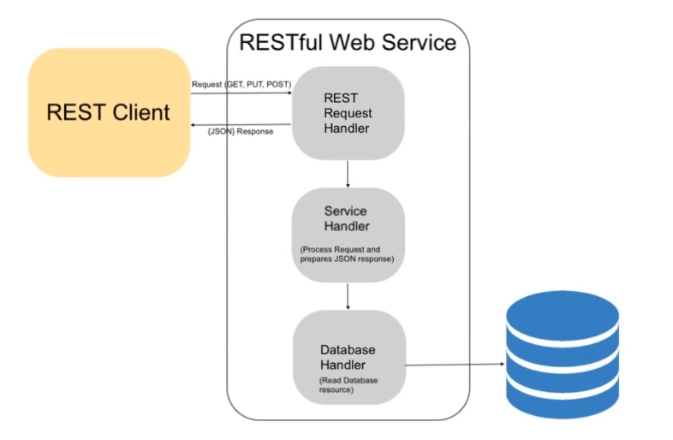 RESTful Web Service
REST Client
Request (GET, PUT, POST)
{JSON} Response
REST
Request
Handler
Service
Handler
(Process Request and
prepares JSON response)
Database
Handler
(Read Database
resource)